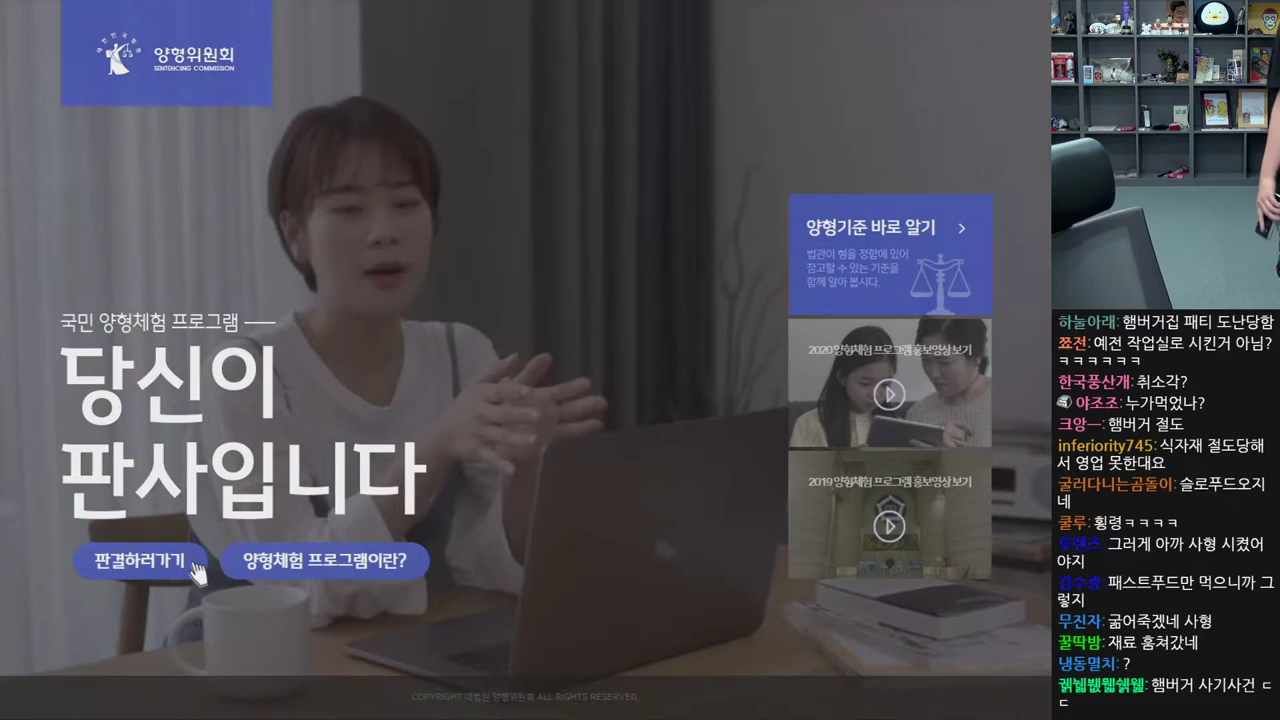 대한민국법원
양형위원회
SENTENCING COMMISSION
국민 양형체험 프로그램
당신이
판사입니다
판결하러가기
양형체험 프로그램이란?
양형기준 바로 알기
법관이 형을 정함에 있어
참고할 수 있는 기준을
함께 알아 봅시다.
2020 양형체험 프로그램 홍보영상 보기
2019 양형체험 프로그램 홍보영상 보기
COPYRIGHT 대법원 양형위원회 ALL RIGHTS RESERVED.
하눌아래: 햄버거집 패티 도난당함
쬬전: 예전 작업실로 시킨거 아님?
ㅋㅋㅋㅋㅋㅋ
한국풍산개: 취소각?
야조조: 누가먹었나?
크앙ㅡ: 햄버거 절도
inferiority745: 식자재 절도당해
서 영업 못한대요
굴러다니는곰돌이: 슬로푸드오지
네
쿨루: 횡령ㅋㅋㅋㅋ
그러게 아까 사형 시켰어
야지
김수광: 패스트푸드만 먹으니까 그
렇지
무진자: 굶어죽겠네 사형
꿀딱밤: 재료 훔쳐갔네
냉동멸치: ?
햄버거 사기사건 ㄷ
ㄷ